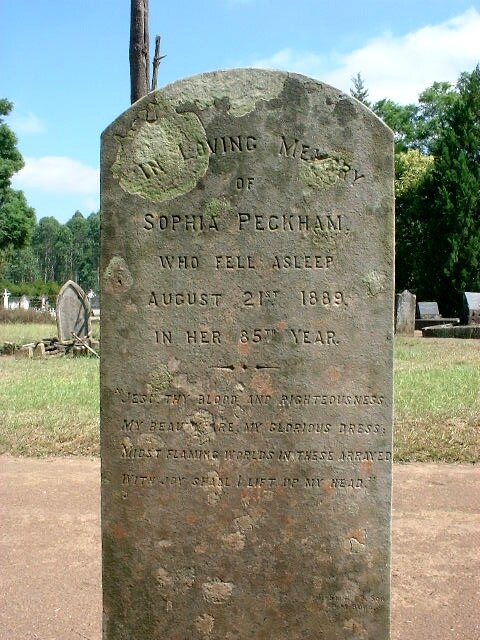 IN LOVING MEMORY
OF
SOPHIA PECKHAM,
WHO FELL ASLEEP
AUGUST 21ST 1889,
IN HER 85TH YEAR.
"JESU, THY BLOOD AND RIGHTEOUSNESS
MY ARE, MY GLORIOUS DRESS;
MIDST FLAMING WORLDS IN THESE ARRAYED
WITH JOY SHALL I LIFT UP MY HEAD."